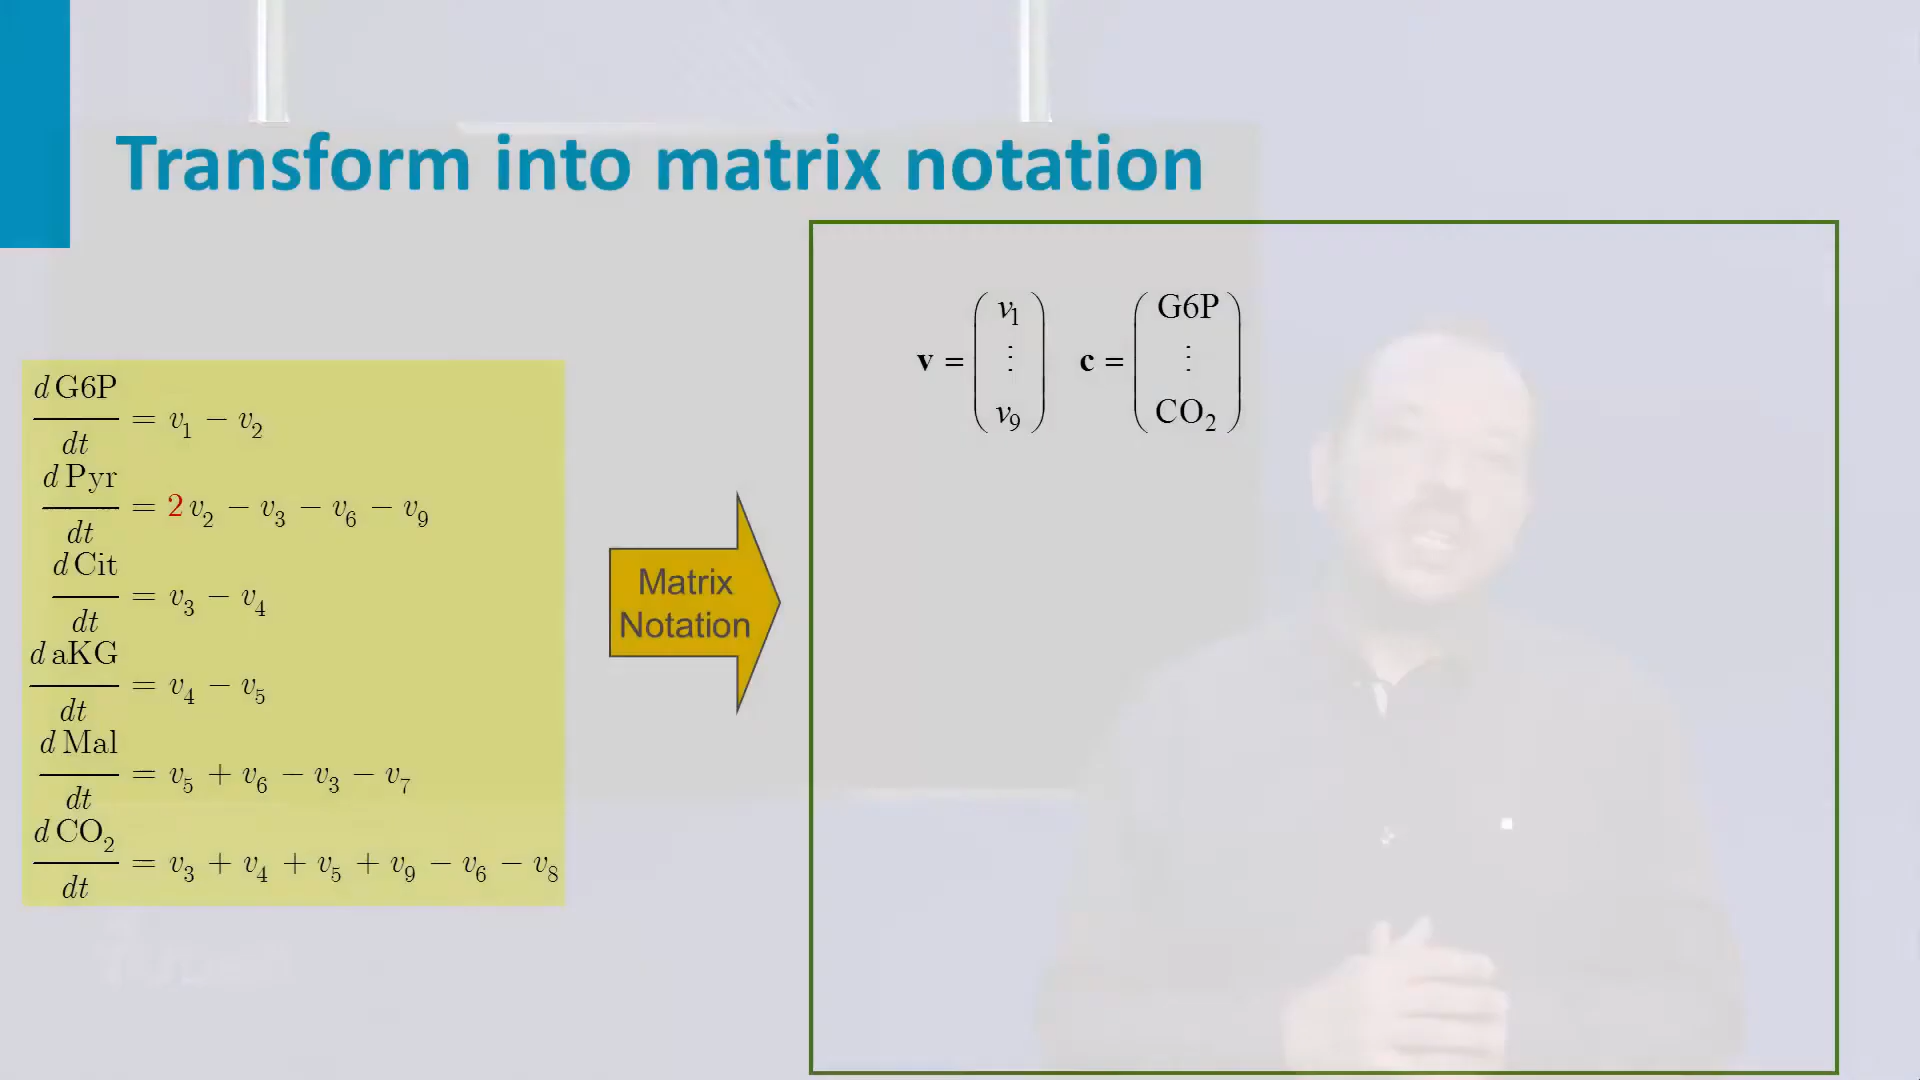 Transform into matrix notation
d G6P / dt = v₁ − v₂
d Pyr / dt = 2 v₂ − v₃ − v₆ − v₉
d Cit / dt = v₃ − v₄
d aKG / dt = v₄ − v₅
d Mal / dt = v₅ + v₆ − v₃ − v₇
d CO₂ / dt = v₃ + v₄ + v₅ + v₉ − v₆ − v₈
Matrix
Notation
v = ( v₁ ⋮ v₉ ) c = ( G6P ⋮ CO₂ )